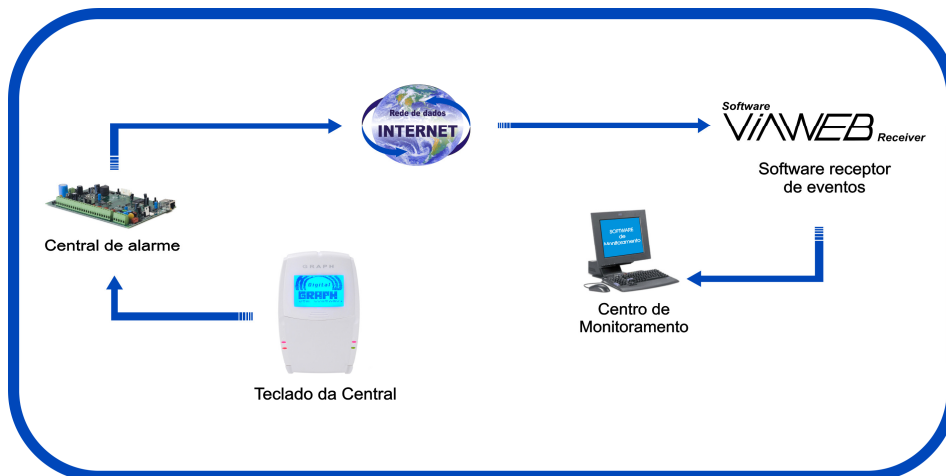 Rede de dados
INTERNET
Software
VIAWEB Receiver
Software receptor
de eventos
Central de alarme
GRAPH
digital
GRAPH
Teclado da Central
SOFTWARE
de
Monitoramento
Centro de
Monitoramento